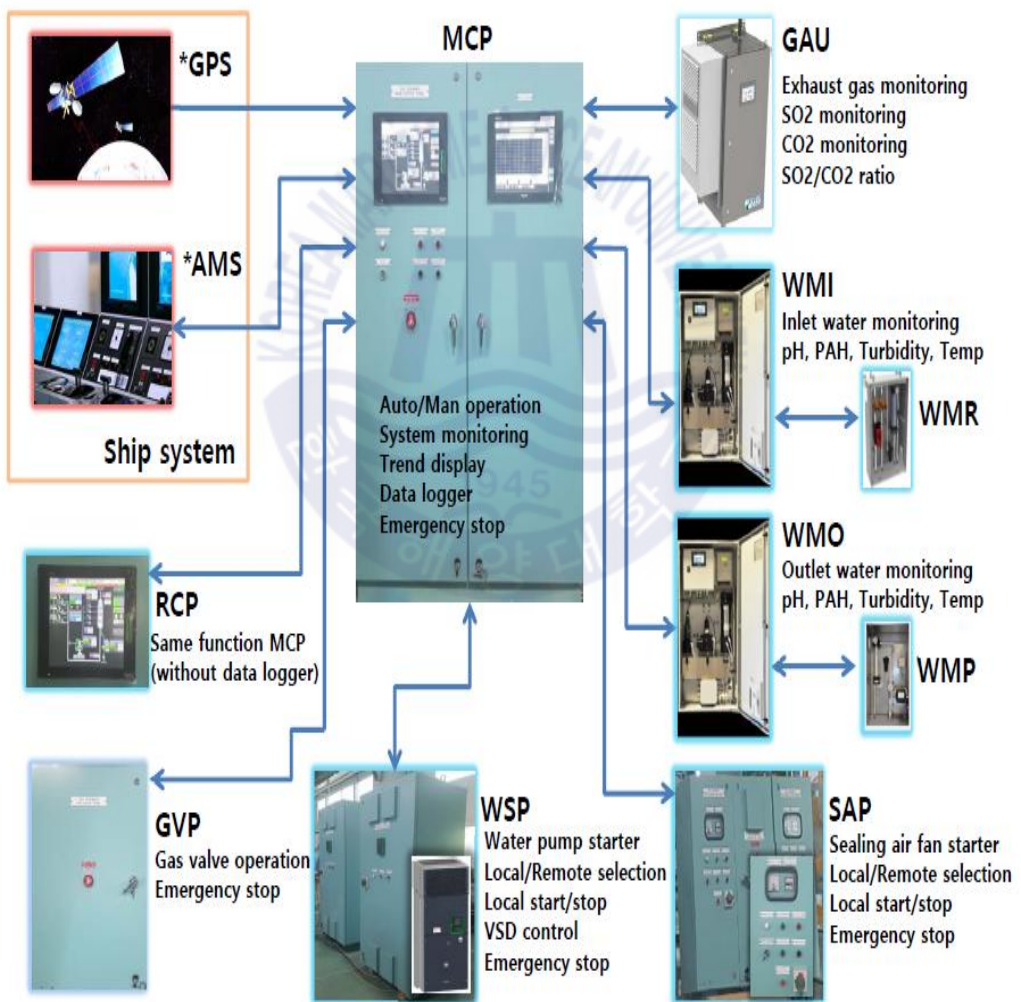 *GPS
*AMS
Ship system
MCP
Auto/Man operation
System monitoring
Trend display
Data logger
Emergency stop
GAU
Exhaust gas monitoring
SO2 monitoring
CO2 monitoring
SO2/CO2 ratio
WMI
Inlet water monitoring
pH, PAH, Turbidity, Temp
WMR
WMO
Outlet water monitoring
pH, PAH, Turbidity, Temp
WMP
RCP
Same function MCP
(without data logger)
GVP
Gas valve operation
Emergency stop
WSP
Water pump starter
Local/Remote selection
Local start/stop
VSD control
Emergency stop
SAP
Sealing air fan starter
Local/Remote selection
Local start/stop
Emergency stop
1945